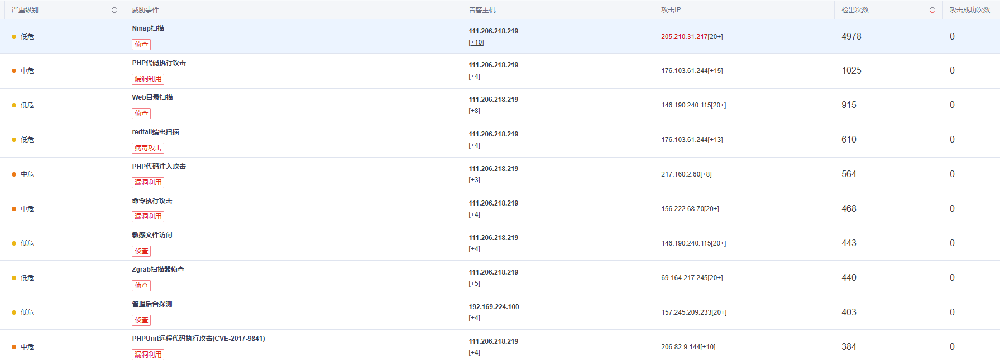 严重级别 威胁事件 告警主机 攻击IP 检出次数 攻击成功次数
低危 Nmap扫描 侦查 111.206.218.219 [+10] 205.210.31.217[20+] 4978 0
中危 PHP代码执行攻击 漏洞利用 111.206.218.219 [+4] 176.103.61.244[+15] 1025 0
低危 Web目录扫描 侦查 111.206.218.219 [+8] 146.190.240.115[20+] 915 0
低危 redtail蠕虫扫描 病毒攻击 111.206.218.219 [+4] 176.103.61.244[+13] 610 0
中危 PHP代码注入攻击 漏洞利用 111.206.218.219 [+3] 217.160.2.60[+8] 564 0
中危 命令执行攻击 漏洞利用 111.206.218.219 [+4] 156.222.68.70[20+] 468 0
低危 敏感文件访问 侦查 111.206.218.219 [+4] 146.190.240.115[20+] 443 0
低危 Zgrab扫描器侦查 侦查 111.206.218.219 [+5] 69.164.217.245[20+] 440 0
低危 管理后台探测 侦查 192.169.224.100 [+4] 157.245.209.233[20+] 403 0
中危 PHPUnit远程代码执行攻击(CVE-2017-9841) 漏洞利用 111.206.218.219 [+4] 206.82.9.144[+10] 384 0